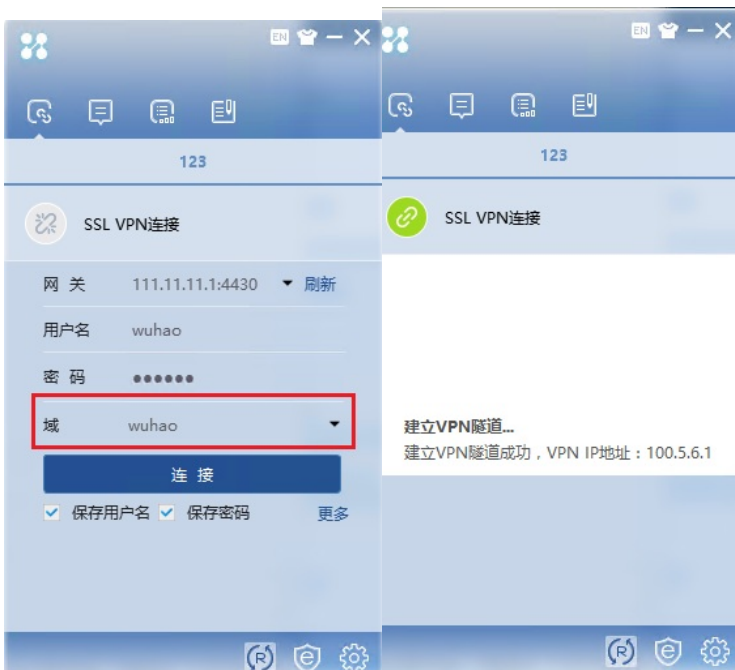 EN
123
SSL VPN连接
网 关 111.11.11.1:4430 刷新
用户名 wuhao
密 码 ●●●●●●
域 wuhao
连 接
保存用户名 保存密码 更多
R e
EN
123
SSL VPN连接
建立VPN隧道...
建立VPN隧道成功，VPN IP地址：100.5.6.1
R e